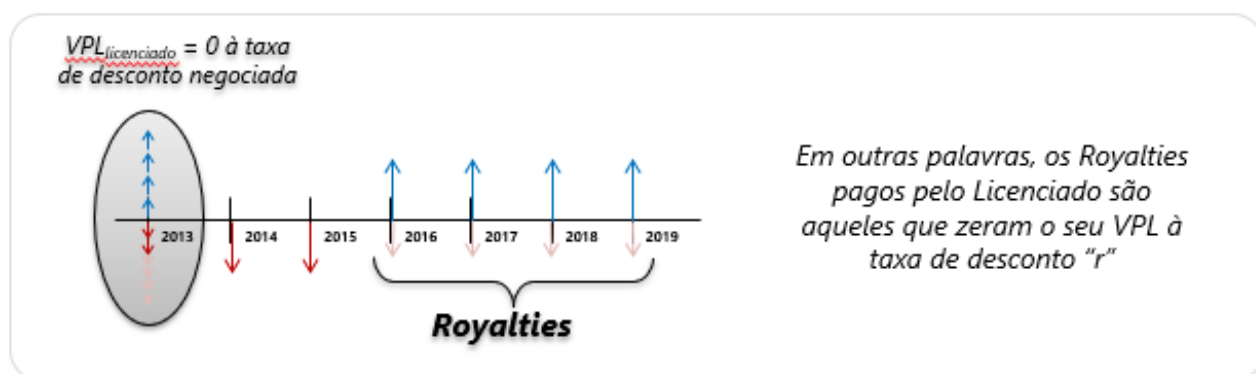 VPLlicenciado = 0 à taxa
de desconto negociada
Em outras palavras, os Royalties
pagos pelo Licenciado são
aqueles que zeram o seu VPL à
taxa de desconto “r”
2013 2014 2015 2016 2017 2018 2019
Royalties